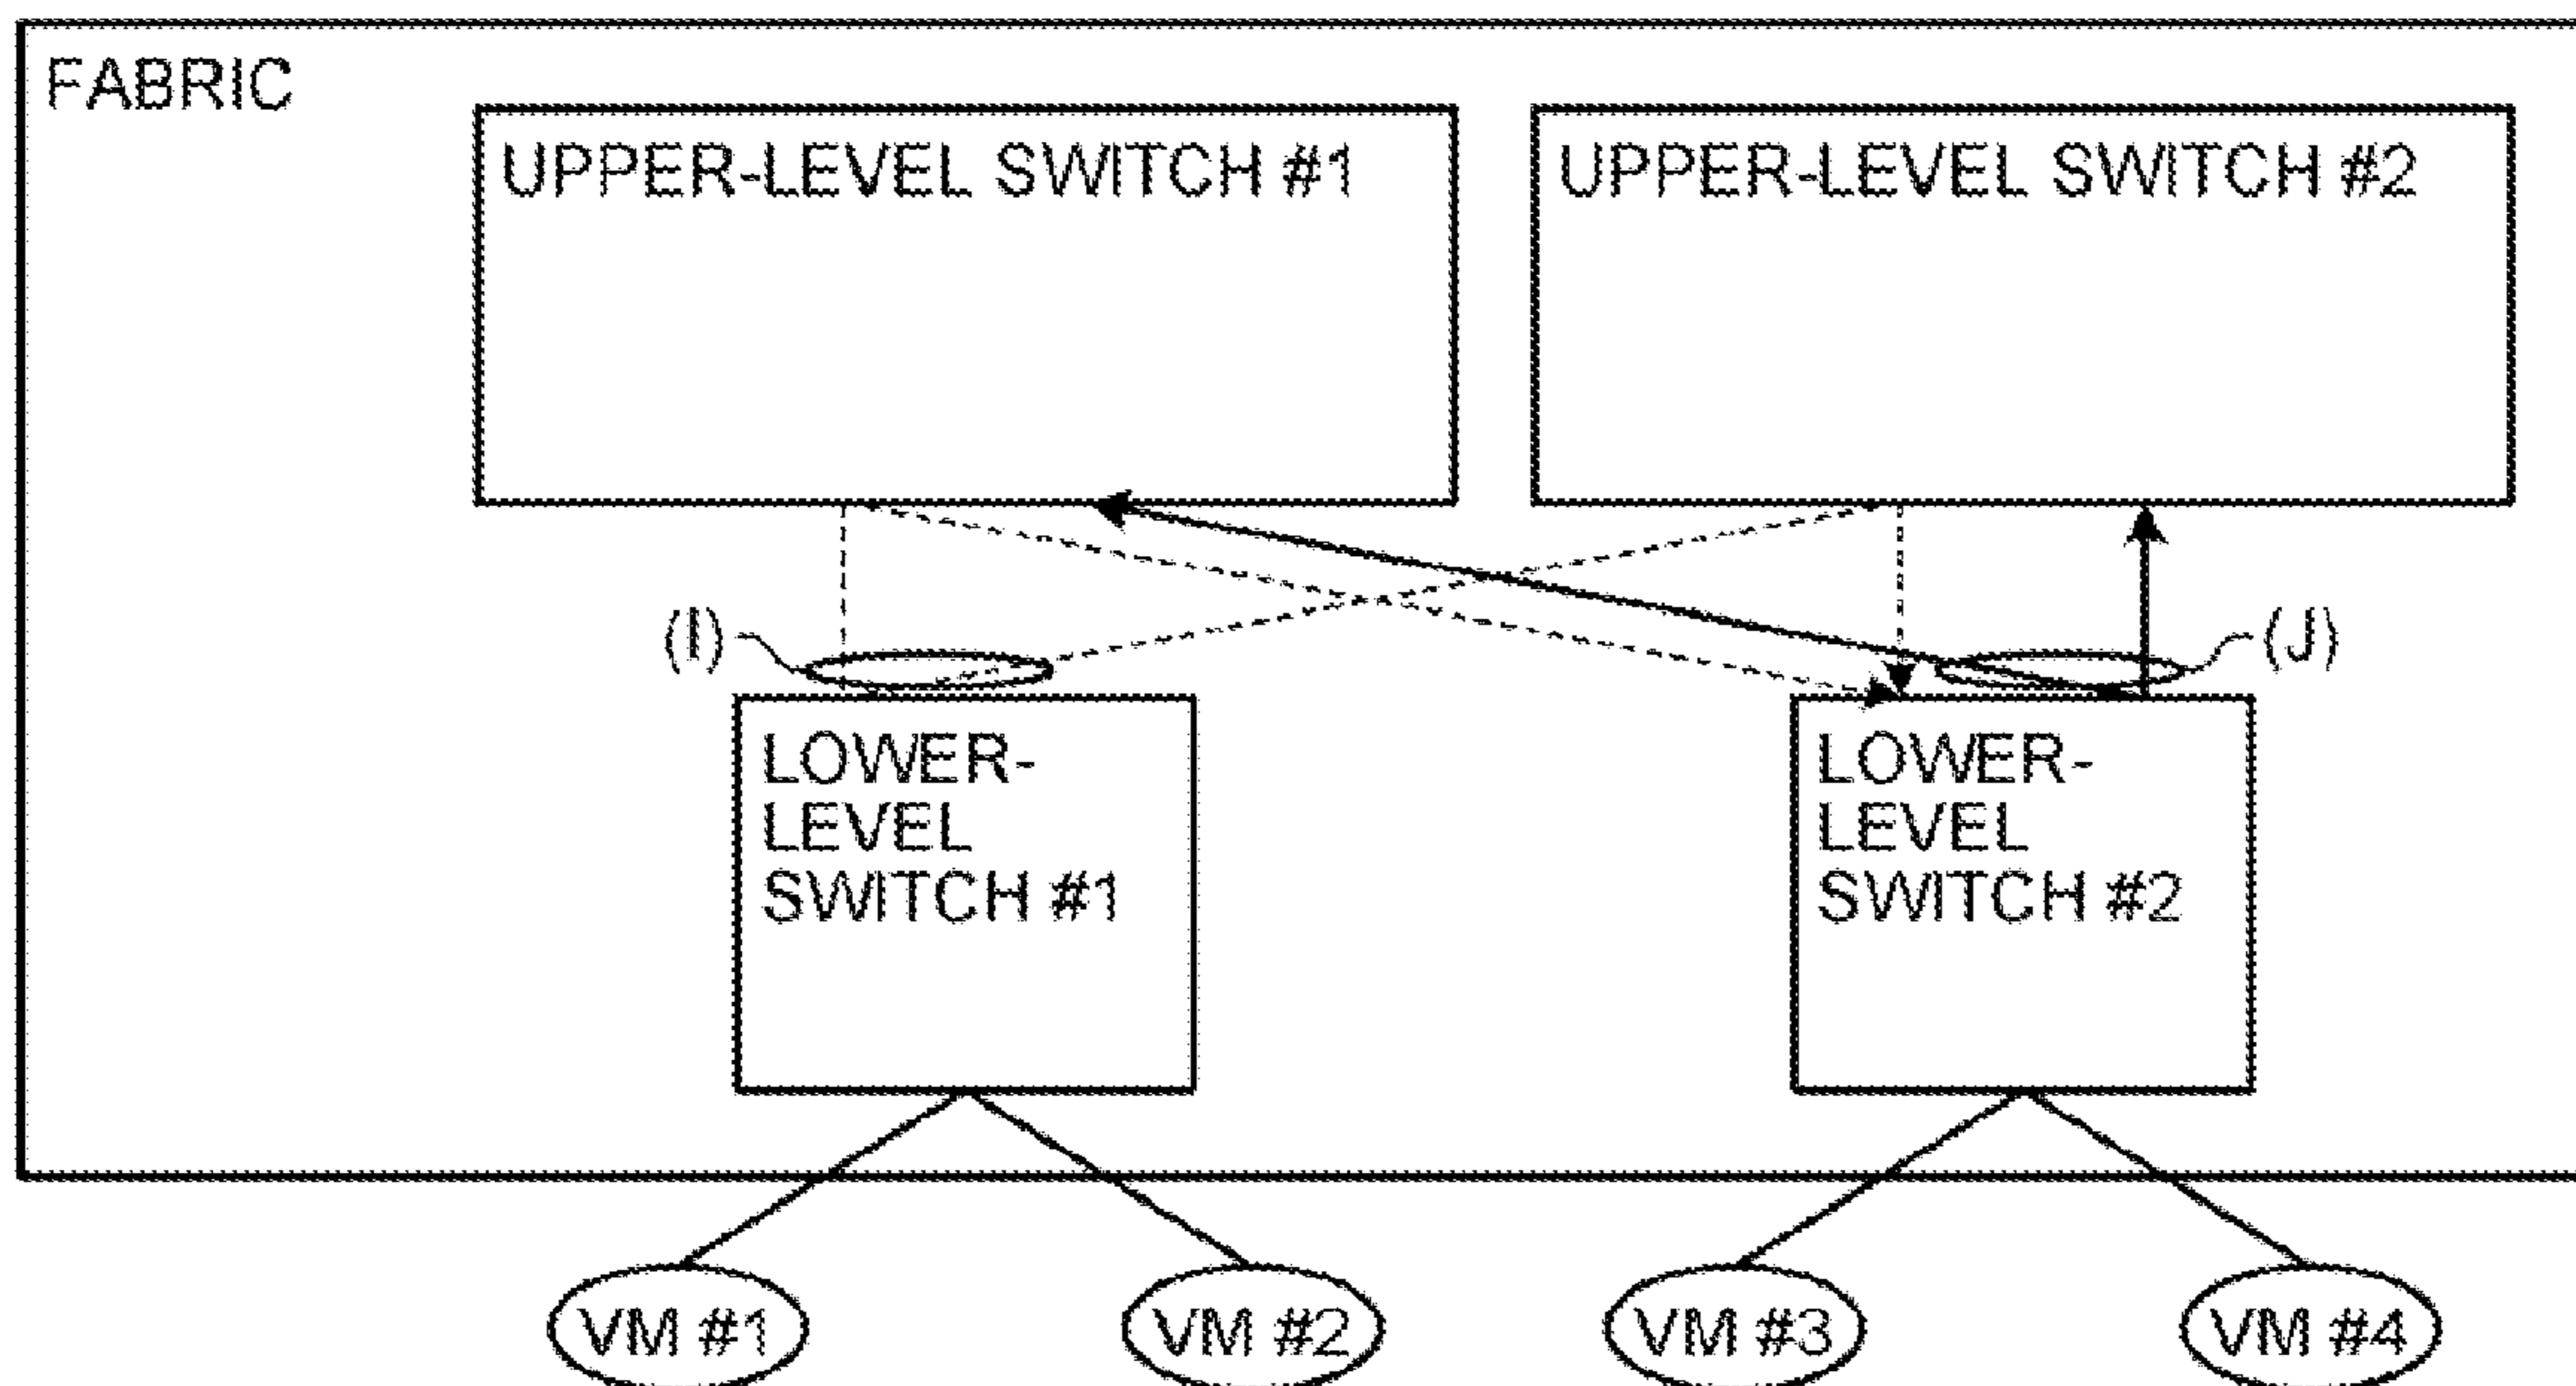 FABRIC
UPPER-LEVEL SWITCH #1
UPPER-LEVEL SWITCH #2
(I)
(J)
LOWER-
LEVEL
SWITCH #1
LOWER-
LEVEL
SWITCH #2
VM #1
VM #2
VM #3
VM #4